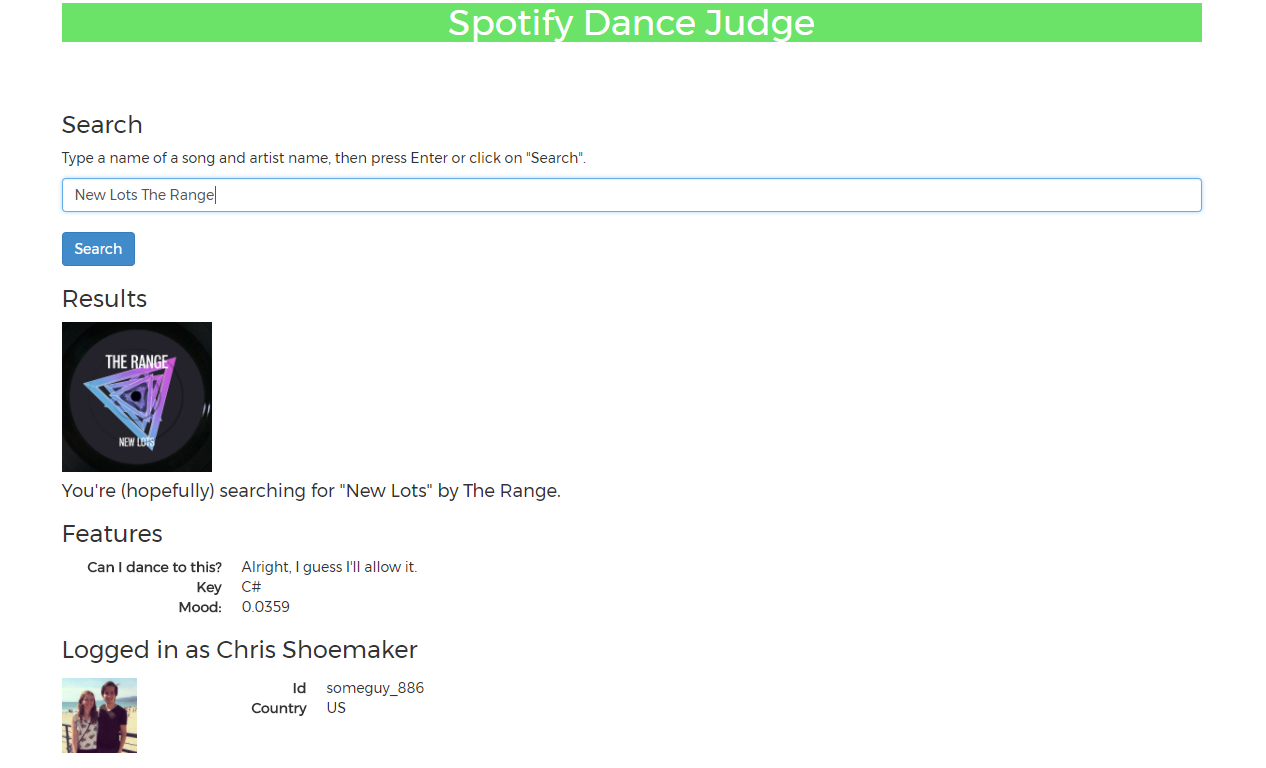 Spotify Dance Judge
Search
Type a name of a song and artist name, then press Enter or click on "Search".
New Lots The Range
Search
Results
THE RANGE
NEW LOTS
You're (hopefully) searching for "New Lots" by The Range.
Features
Can I dance to this? Alright, I guess I'll allow it.
Key C#
Mood: 0.0359
Logged in as Chris Shoemaker
Id someguy_886
Country US